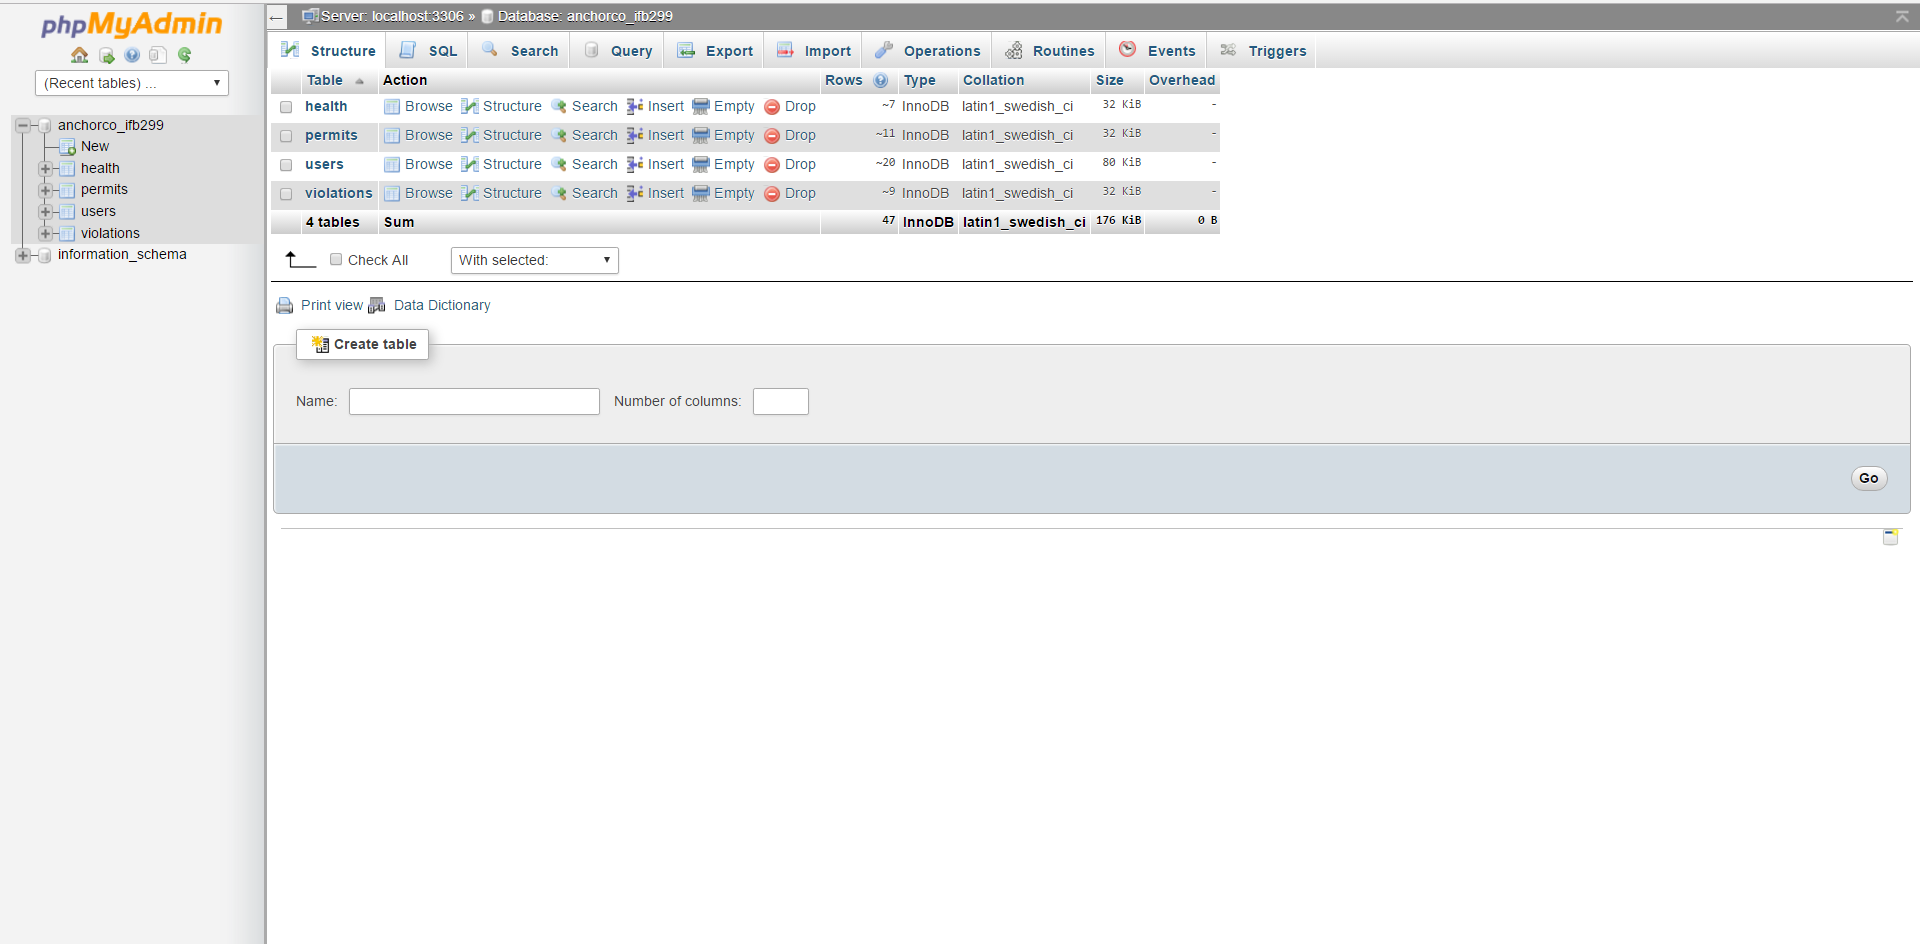 phpMyAdmin
(Recent tables) ...
anchorco_ifb299
New
health
permits
users
violations
information_schema
Server: localhost:3306 » Database: anchorco_ifb299
Structure SQL Search Query Export Import Operations Routines Events Triggers
Table Action Rows Type Collation Size Overhead
health Browse Structure Search Insert Empty Drop ~7 InnoDB latin1_swedish_ci 32 KiB -
permits Browse Structure Search Insert Empty Drop ~11 InnoDB latin1_swedish_ci 32 KiB -
users Browse Structure Search Insert Empty Drop ~20 InnoDB latin1_swedish_ci 80 KiB -
violations Browse Structure Search Insert Empty Drop ~9 InnoDB latin1_swedish_ci 32 KiB -
4 tables Sum 47 InnoDB latin1_swedish_ci 176 KiB 0 B
Check All With selected:
Print view Data Dictionary
Create table
Name: Number of columns:
Go